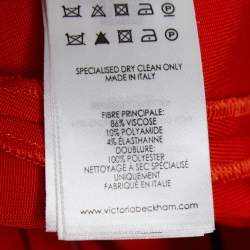 SPECIALISED DRY CLEAN ONLY
MADE IN ITALY
FIBRE PRINCIPALE:
86% VISCOSE
10% POLYAMIDE
4% ÉLASTHANNE
DOUBLURE:
100% POLYESTER
NETTOYAGE À SEC SPÉCIALISÉ
UNIQUEMENT
FABRIQUÉ EN ITALIE
www.victoriabeckham.com